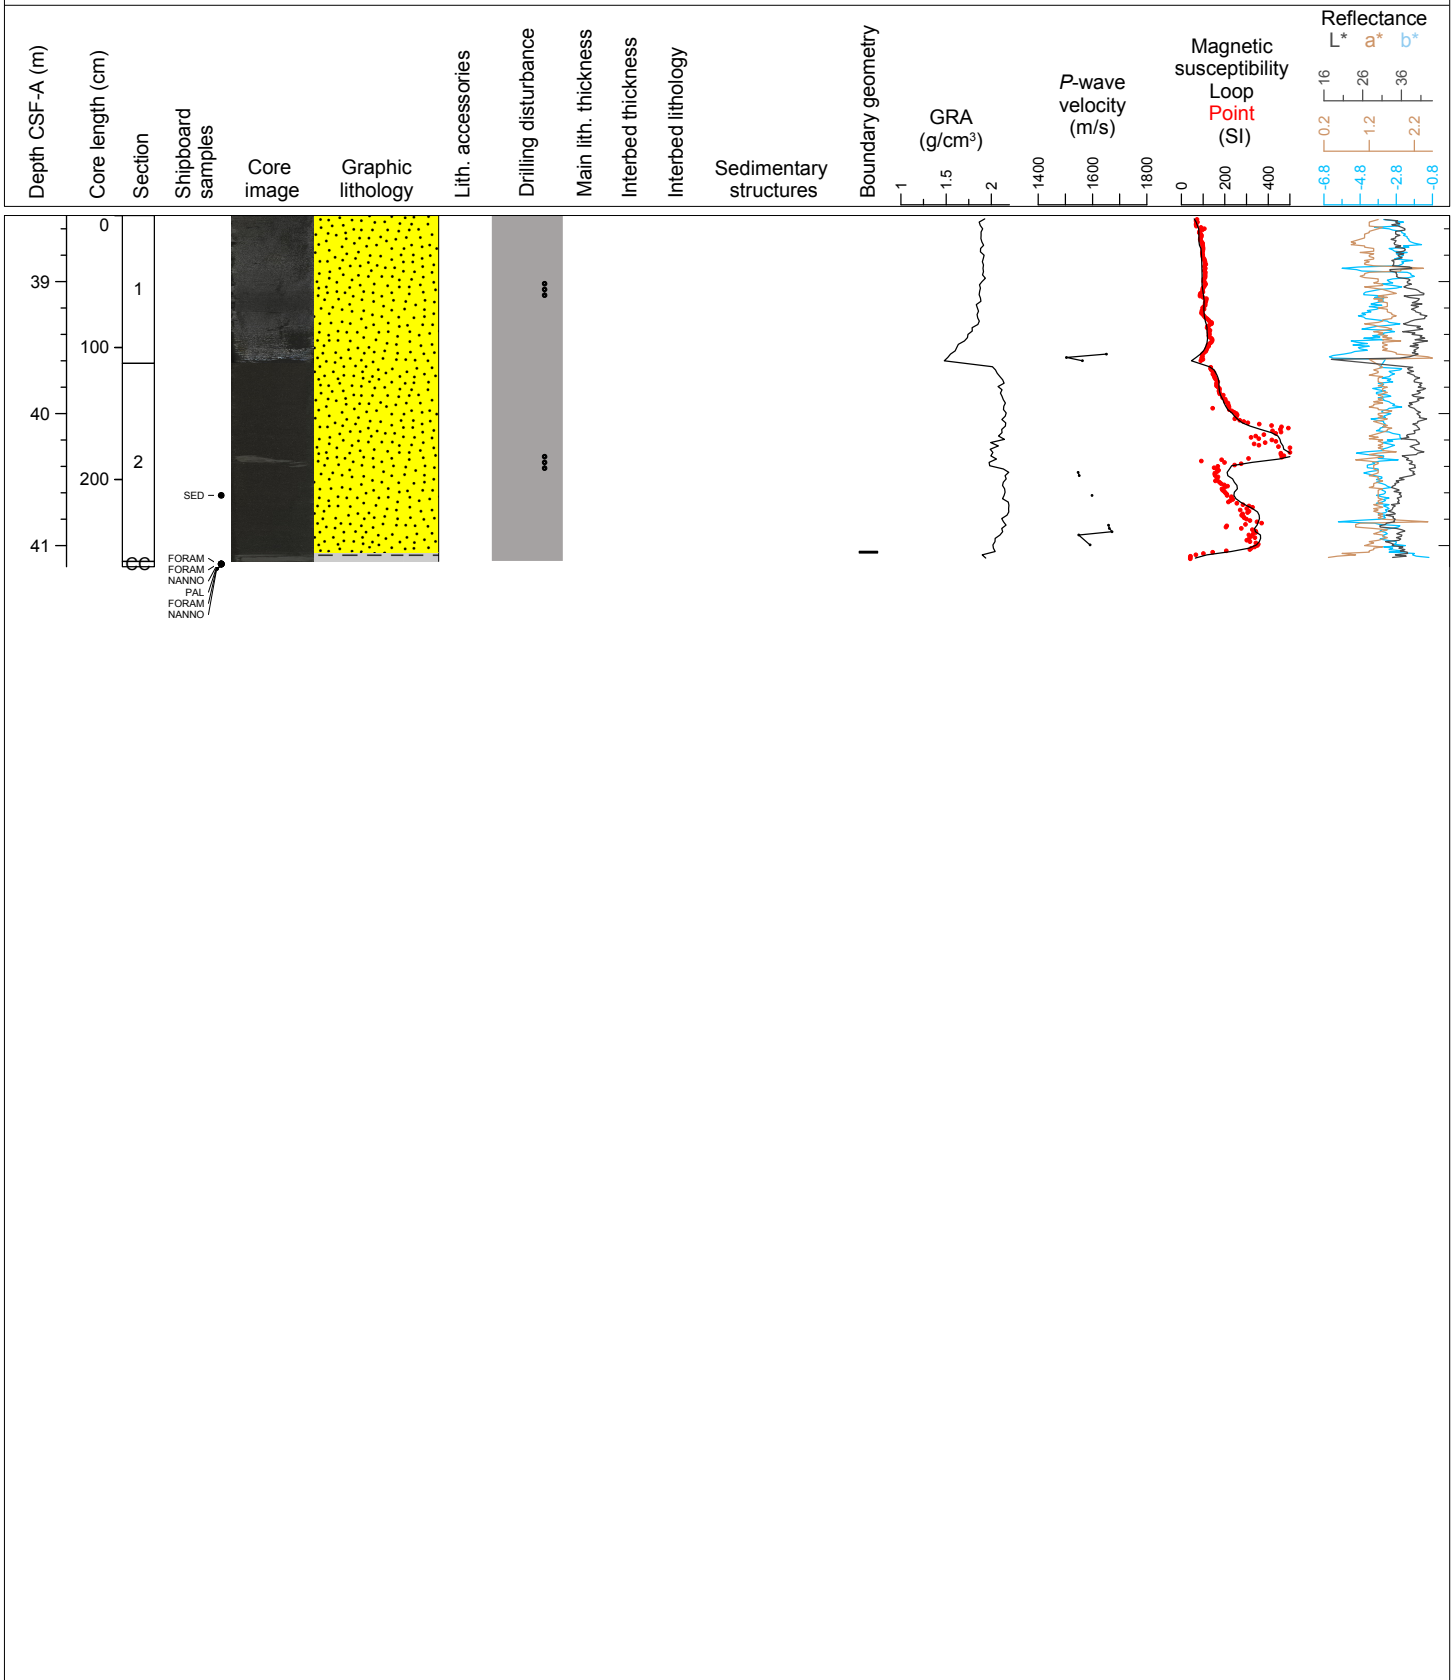 Depth CSF-A (m)
Core length (cm)
Section
Shipboard
samples
Core
image
Graphic
lithology
Lith. accessories
Drilling disturbance
Main lith. thickness
Interbed thickness
Interbed lithology
Sedimentary
structures
Boundary geometry
GRA
(g/cm³)
1
1.5
2
P-wave
velocity
(m/s)
1400
1600
1800
Magnetic
susceptibility
Loop
Point
(SI)
0
200
400
Reflectance
L* a* b*
16
26
36
0.2
1.2
2.2
-6.8
-4.8
-2.8
-0.8
39
40
41
0
100
200
1
2
CC
SED
FORAM
FORAM
NANNO
PAL
FORAM
NANNO